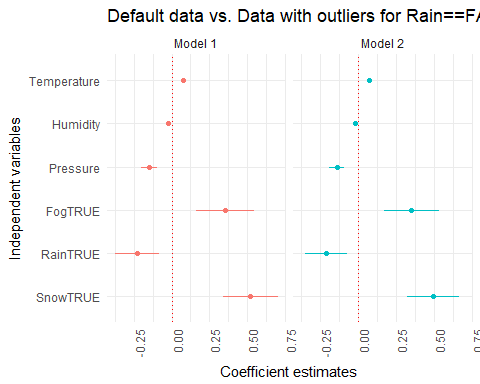 Default data vs. Data with outliers for Rain==FA
Model 1
Model 2
Independent variables
Temperature
Humidity
Pressure
FogTRUE
RainTRUE
SnowTRUE
-0.25 0.00 0.25 0.50 0.75 -0.25 0.00 0.25 0.50 0.75
Coefficient estimates